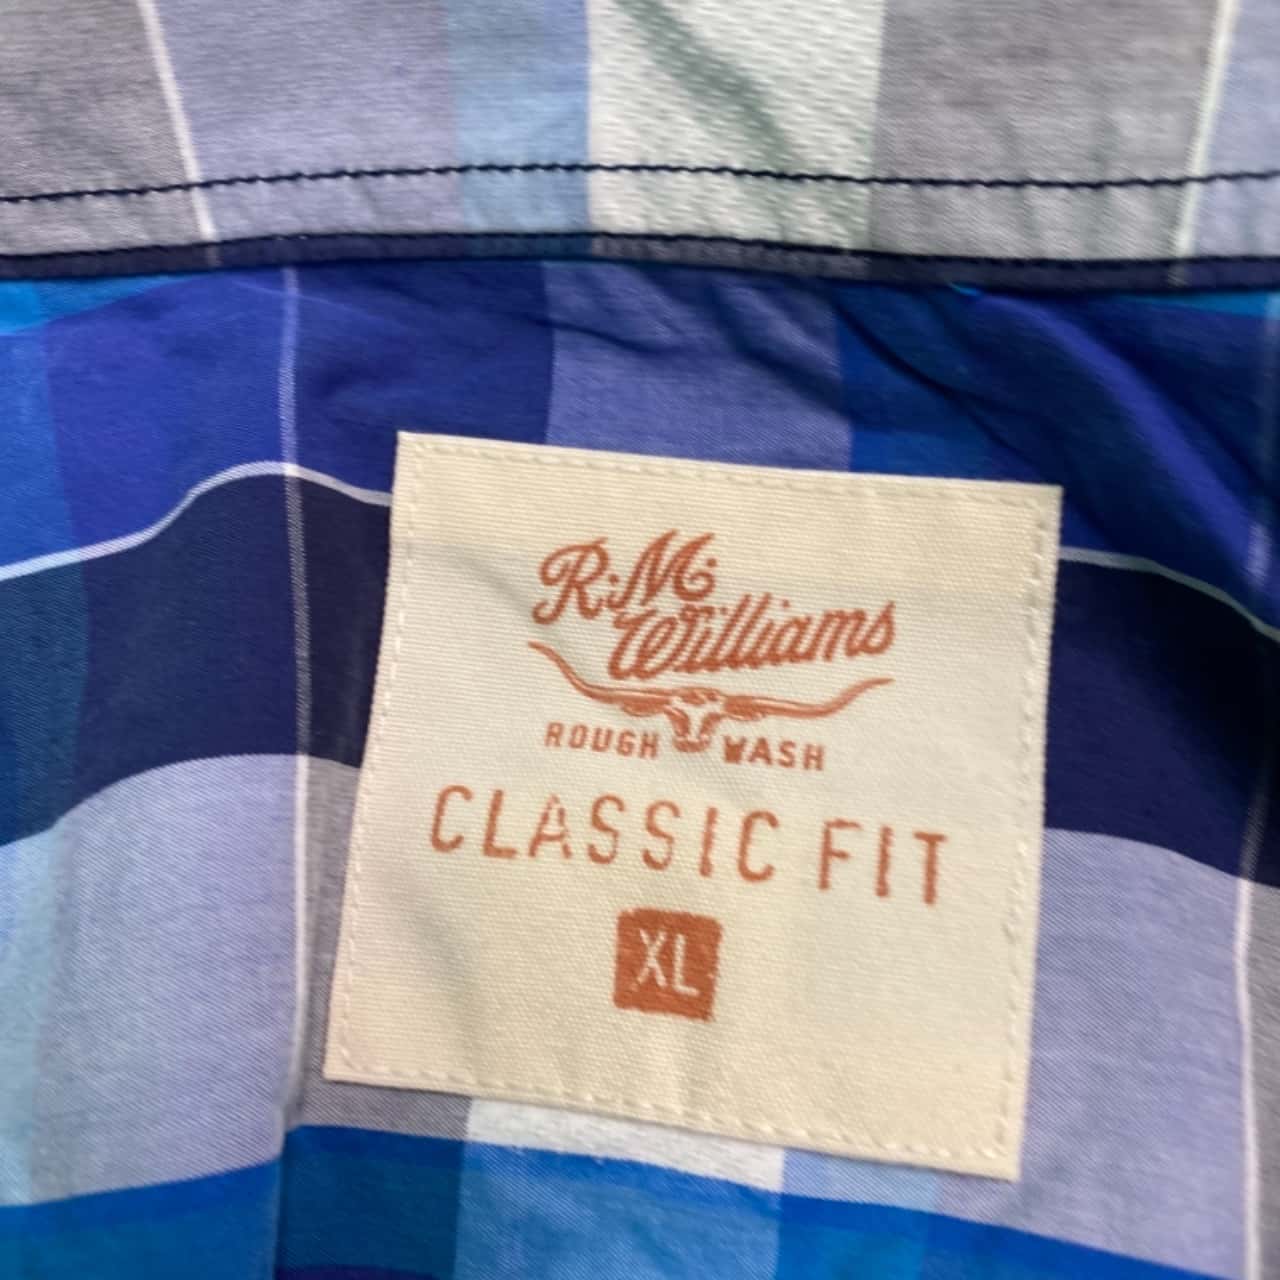 R.M.
Williams
ROUGH WASH
CLASSIC FIT
XL